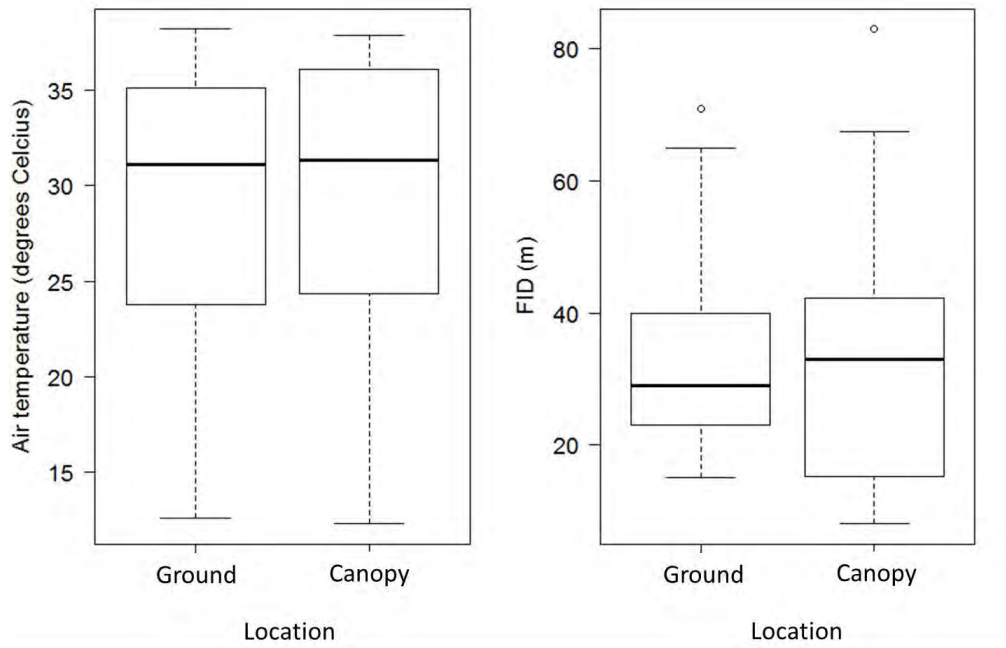 Air temperature (degrees Celcius)
35
30
25
20
15
Ground Canopy
Location
FID (m)
80
60
40
20
Ground Canopy
Location